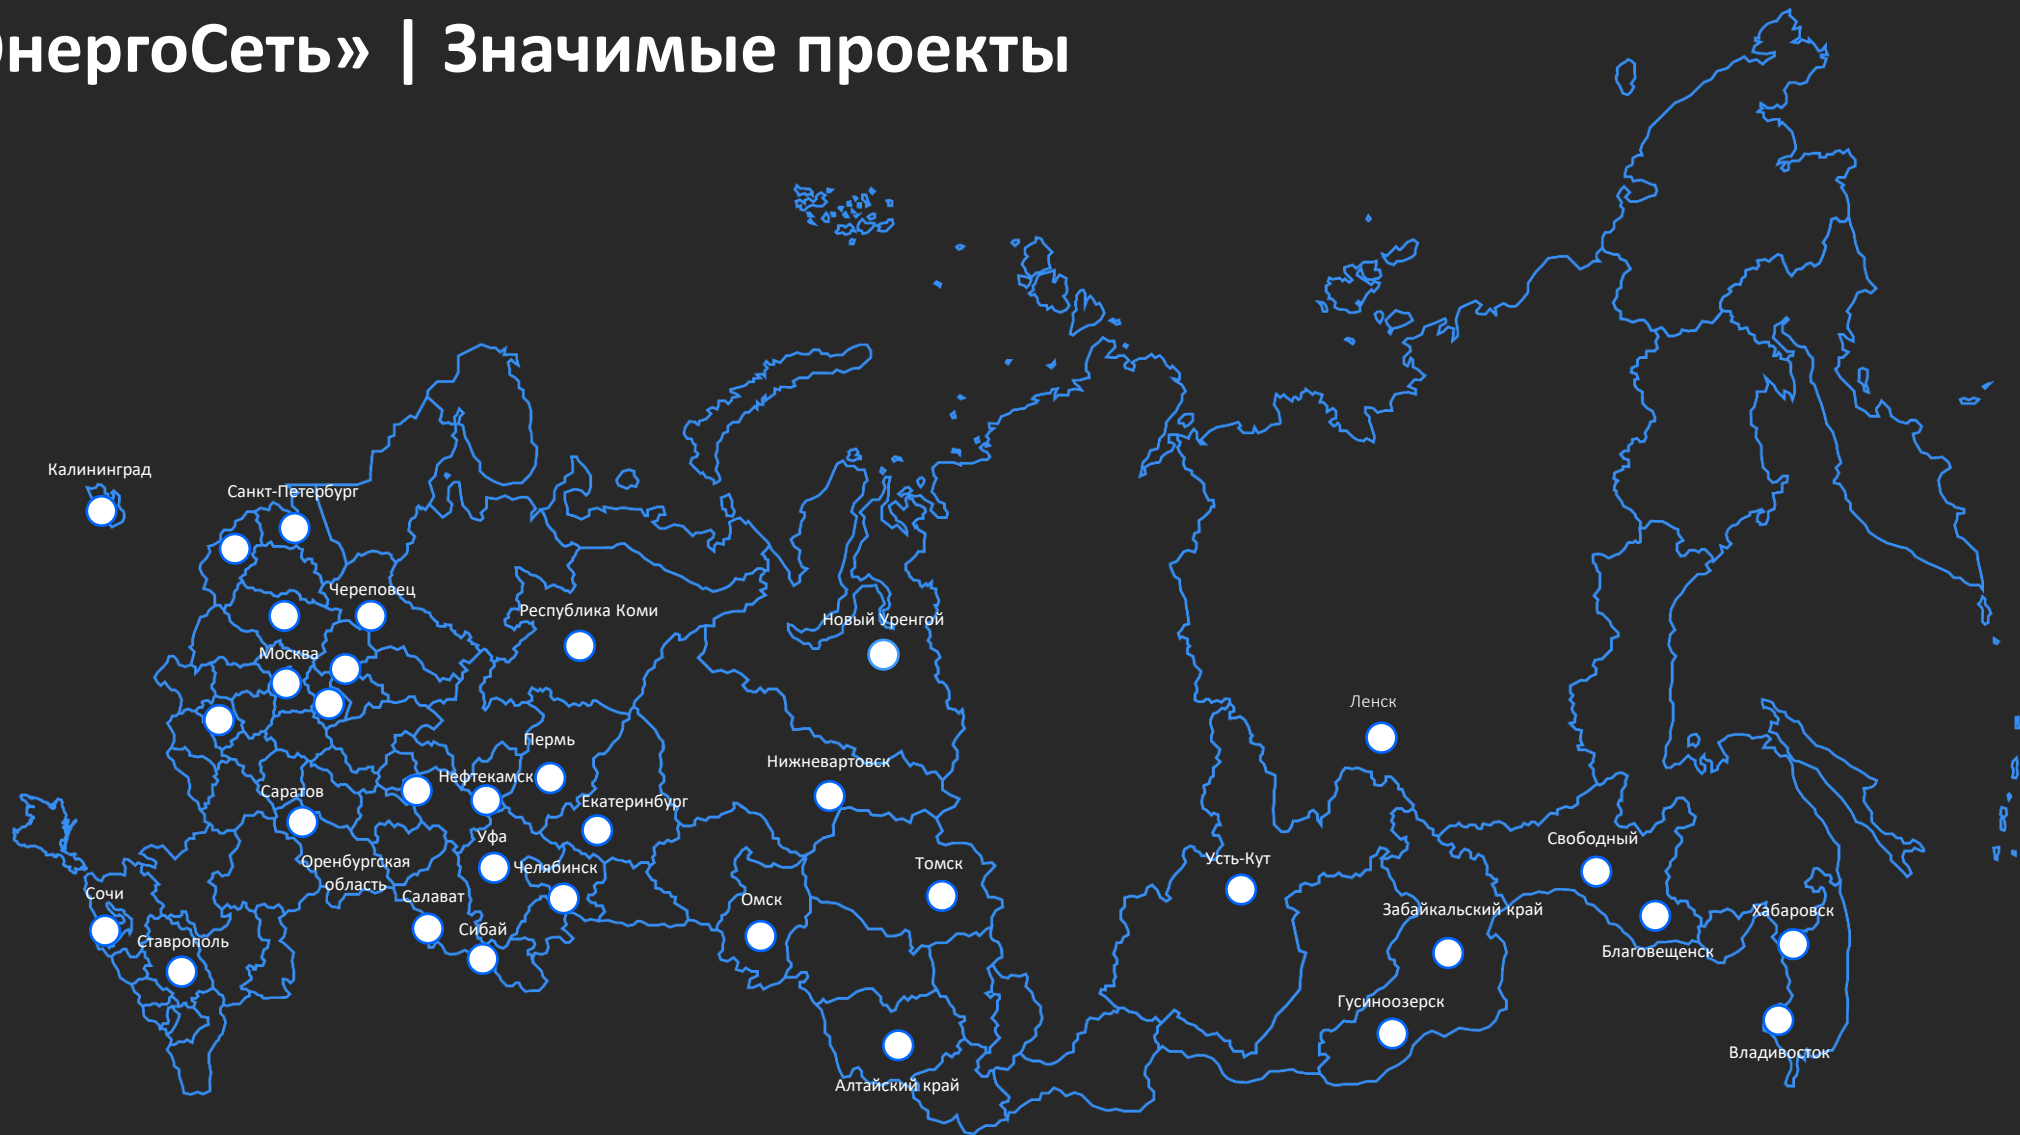 нергоСеть» | Значимые проекты
Калининград
Санкт-Петербург
Череповец
Республика Коми
Новый Уренгой
Москва
Ленск
Пермь
Нижневартовск
Нефтекамск
Саратов
Екатеринбург
Уфа
Свободный
Оренбургская
область
Челябинск
Томск
Усть-Кут
Сочи
Салават
Омск
Забайкальский край
Хабаровск
Сибай
Ставрополь
Благовещенск
Гусиноозерск
Владивосток
Алтайский край